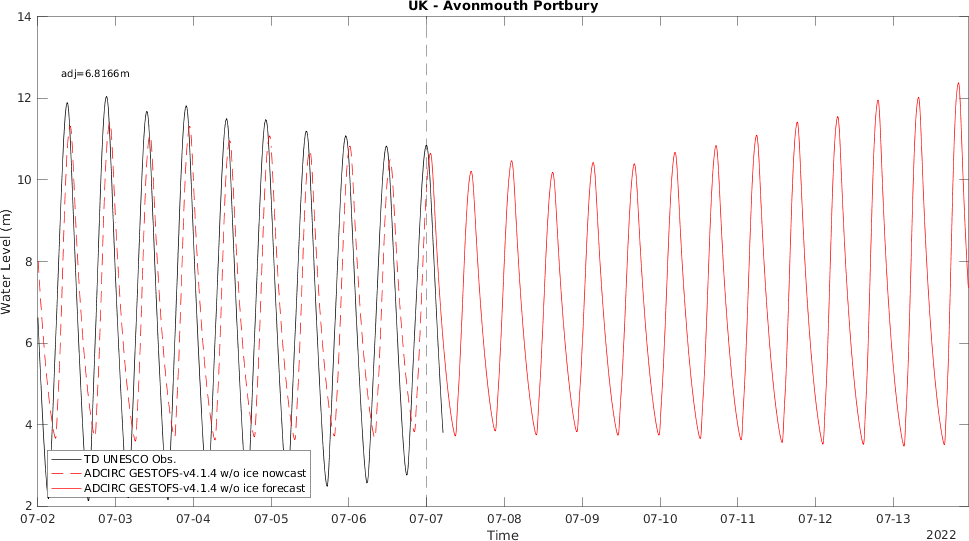 UK - Avonmouth Portbury
14
adj=6.8166m
12
10
8
6
4
2
Water Level (m)
TD UNESCO Obs.
ADCIRC GESTOFS-v4.1.4 w/o ice nowcast
ADCIRC GESTOFS-v4.1.4 w/o ice forecast
07-02 07-03 07-04 07-05 07-06 07-07 07-08 07-09 07-10 07-11 07-12 07-13
Time
2022